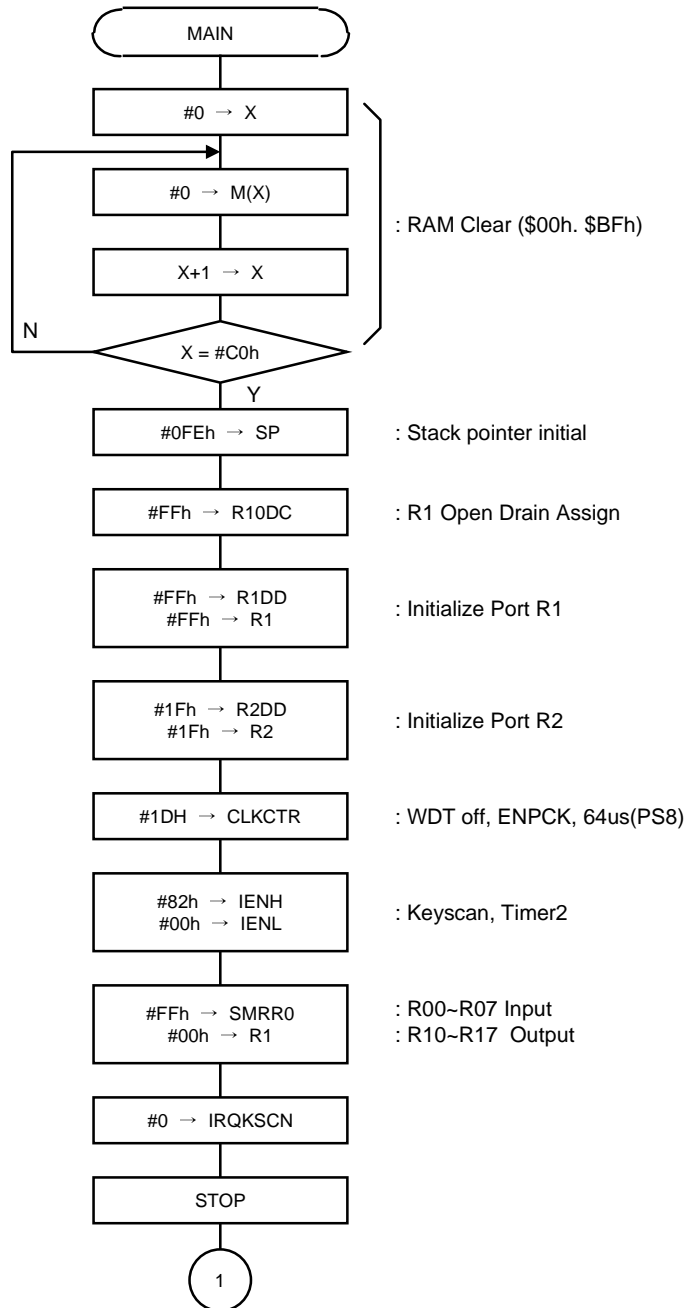 MAIN
#0 → X
#0 → M(X)
: RAM Clear ($00h. $BFh)
X+1 → X
N
X = #C0h
Y
#0FEh → SP
: Stack pointer initial
#FFh → R10DC
: R1 Open Drain Assign
#FFh → R1DD
#FFh → R1
: Initialize Port R1
#1Fh → R2DD
#1Fh → R2
: Initialize Port R2
#1DH → CLKCTR
: WDT off, ENPCK, 64us(PS8)
#82h → IENH
#00h → IENL
: Keyscan, Timer2
#FFh → SMRR0
: R00~R07 Input
#00h → R1
: R10~R17 Output
#0 → IRQKSCN
STOP
1